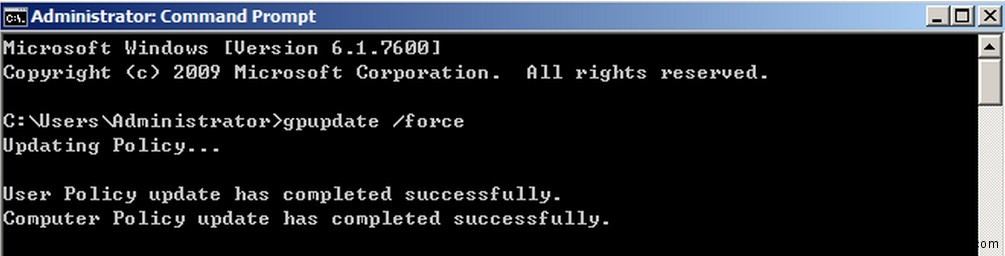 Administrator: Command Prompt
Microsoft Windows [Version 6.1.7600]
Copyright (c) 2009 Microsoft Corporation.  All rights reserved.
C:\Users\Administrator>gpupdate /force
Updating Policy...
User Policy update has completed successfully.
Computer Policy update has completed successfully.